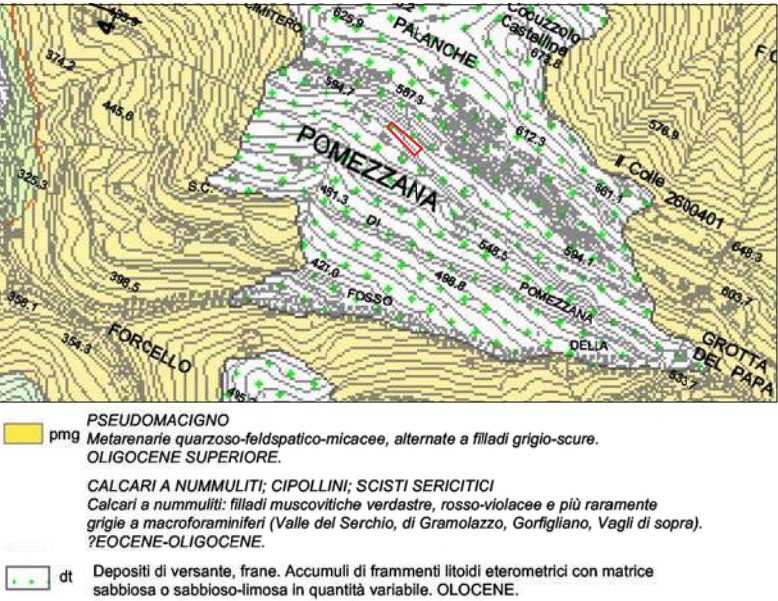 CIMITERO
625.9
PALANCHE
Cocuzzolo
Castellina
673.8
374.2
445.6
584.7
587.3
612.3
576.9
POMEZZANA
Il Colle 2600401
325.3
S.C.
481.3
DI
661.1
548.5
594.1
648.3
421.0
498.8
603.7
398.5
FOSSO
POMEZZANA
358.1
FORCELLO
354.3
DELLA
GROTTA
DEL PAPA
pmg
PSEUDOMACIGNO
Metarenarie quarzoso-feldspatico-micacee, alternate a filladi grigio-scure.
OLIGOCENE SUPERIORE.
CALCARI A NUMMULITI; CIPOLLINI; SCISTI SERICITICI
Calcari a nummuliti: filladi muscovitiche verdastre, rosso-violacee e più raramente
grigie a macroforaminiferi (Valle del Serchio, di Gramolazzo, Gorfigliano, Vagli di sopra).
?EOCENE-OLIGOCENE.
dt
Depositi di versante, frane. Accumuli di frammenti litoidi eterometrici con matrice
sabbiosa o sabbioso-limosa in quantità variabile. OLOCENE.